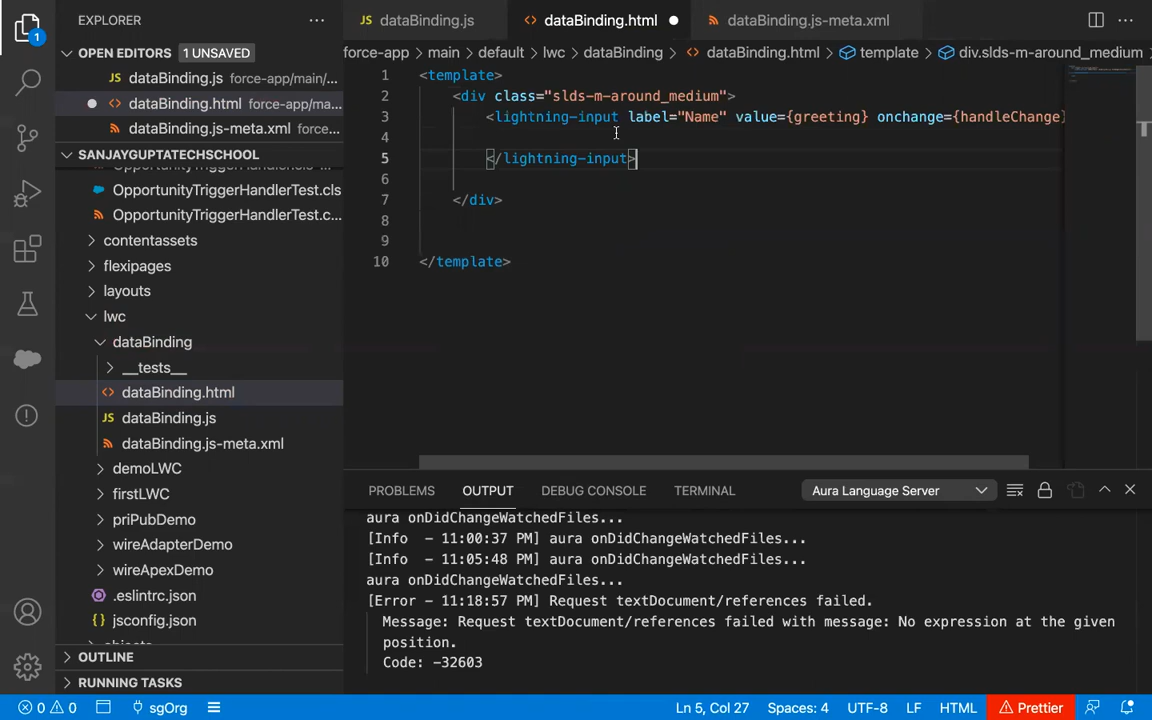 EXPLORER
dataBinding.js
dataBinding.html
dataBinding.js-meta.xml
OPEN EDITORS 1 UNSAVED
dataBinding.js force-app/main/...
dataBinding.html force-app/ma...
dataBinding.js-meta.xml force...
SANJAYGUPTATECHSCHOOL
OpportunityTriggerHandlerTest.cls
OpportunityTriggerHandlerTest.c...
contentassets
flexipages
layouts
lwc
dataBinding
__tests__
dataBinding.html
dataBinding.js
dataBinding.js-meta.xml
demoLWC
firstLWC
priPubDemo
wireAdapterDemo
wireApexDemo
.eslintrc.json
jsconfig.json
OUTLINE
RUNNING TASKS
force-app > main > default > lwc > dataBinding > dataBinding.html > template > div.slds-m-around_medium >
1 <template>
2 <div class="slds-m-around_medium">
3 <lightning-input label="Name" value={greeting} onchange={handleChange}
4
5 </lightning-input>
6
7 </div>
8
9
10 </template>
PROBLEMS OUTPUT DEBUG CONSOLE TERMINAL Aura Language Server
aura onDidChangeWatchedFiles...
[Info - 11:00:37 PM] aura onDidChangeWatchedFiles...
[Info - 11:05:48 PM] aura onDidChangeWatchedFiles...
aura onDidChangeWatchedFiles...
[Error - 11:18:57 PM] Request textDocument/references failed.
Message: Request textDocument/references failed with message: No expression at the given
position.
Code: -32603
1
0 0 sgOrg Ln 5, Col 27 Spaces: 4 UTF-8 LF HTML Prettier